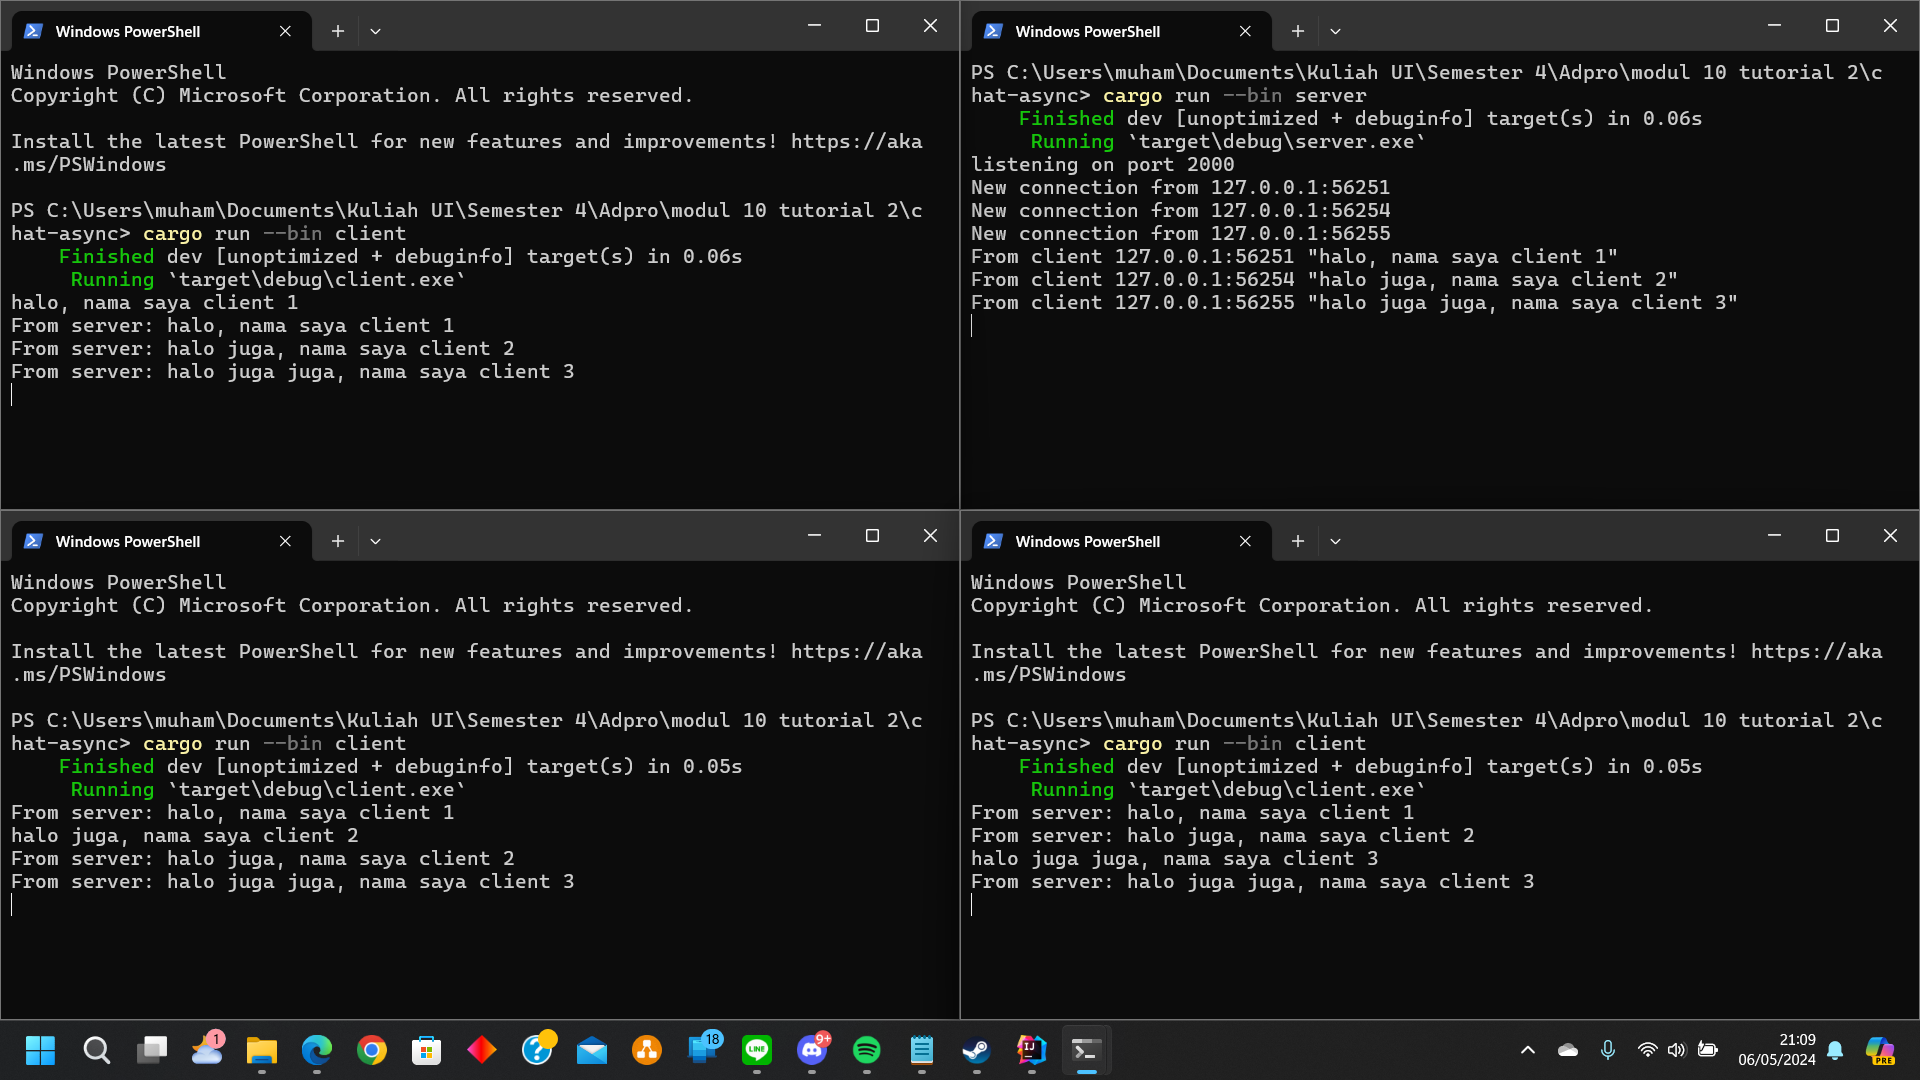 Windows PowerShell
Windows PowerShell
Copyright (C) Microsoft Corporation. All rights reserved.
Install the latest PowerShell for new features and improvements! https://aka
.ms/PSWindows
PS C:\Users\muham\Documents\Kuliah UI\Semester 4\Adpro\modul 10 tutorial 2\c
hat-async> cargo run --bin client
Finished dev [unoptimized + debuginfo] target(s) in 0.06s
Running `target\debug\client.exe`
halo, nama saya client 1
From server: halo, nama saya client 1
From server: halo juga, nama saya client 2
From server: halo juga juga, nama saya client 3
Windows PowerShell
PS C:\Users\muham\Documents\Kuliah UI\Semester 4\Adpro\modul 10 tutorial 2\c
hat-async> cargo run --bin server
Finished dev [unoptimized + debuginfo] target(s) in 0.06s
Running `target\debug\server.exe`
listening on port 2000
New connection from 127.0.0.1:56251
New connection from 127.0.0.1:56254
New connection from 127.0.0.1:56255
From client 127.0.0.1:56251 "halo, nama saya client 1"
From client 127.0.0.1:56254 "halo juga, nama saya client 2"
From client 127.0.0.1:56255 "halo juga juga, nama saya client 3"
Windows PowerShell
Windows PowerShell
Copyright (C) Microsoft Corporation. All rights reserved.
Install the latest PowerShell for new features and improvements! https://aka
.ms/PSWindows
PS C:\Users\muham\Documents\Kuliah UI\Semester 4\Adpro\modul 10 tutorial 2\c
hat-async> cargo run --bin client
Finished dev [unoptimized + debuginfo] target(s) in 0.05s
Running `target\debug\client.exe`
From server: halo, nama saya client 1
halo juga, nama saya client 2
From server: halo juga, nama saya client 2
From server: halo juga juga, nama saya client 3
Windows PowerShell
Windows PowerShell
Copyright (C) Microsoft Corporation. All rights reserved.
Install the latest PowerShell for new features and improvements! https://aka
.ms/PSWindows
PS C:\Users\muham\Documents\Kuliah UI\Semester 4\Adpro\modul 10 tutorial 2\c
hat-async> cargo run --bin client
Finished dev [unoptimized + debuginfo] target(s) in 0.05s
Running `target\debug\client.exe`
From server: halo, nama saya client 1
From server: halo juga, nama saya client 2
halo juga juga, nama saya client 3
From server: halo juga juga, nama saya client 3
1
18
LINE
9+
IJ
21:09
06/05/2024
PRE